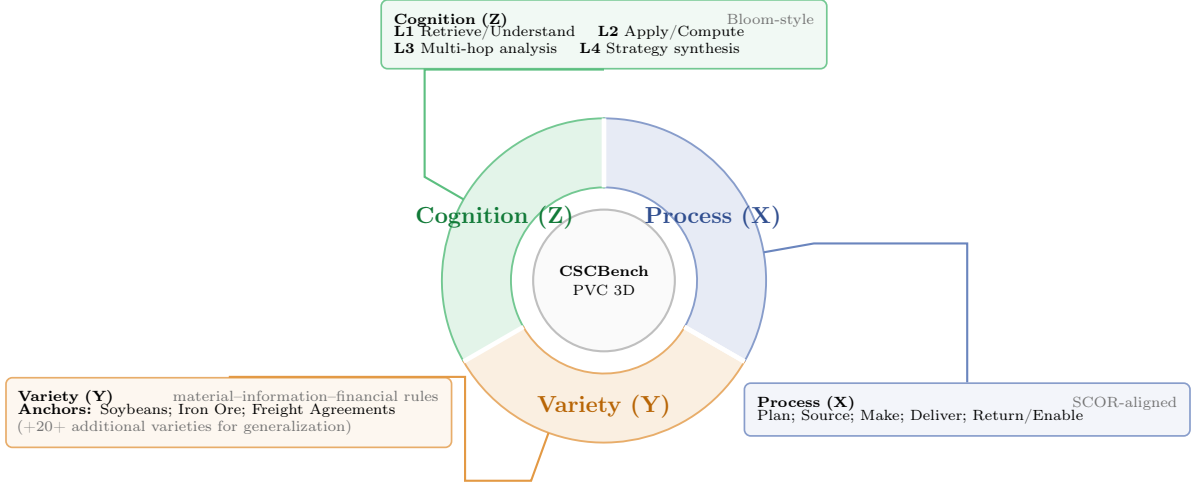 Cognition (Z) Bloom-style
L1 Retrieve/Understand L2 Apply/Compute
L3 Multi-hop analysis L4 Strategy synthesis
Cognition (Z) Process (X)
CSCBench
PVC 3D
Variety (Y)
Variety (Y) material–information–financial rules
Anchors: Soybeans; Iron Ore; Freight Agreements
(+20+ additional varieties for generalization)
Process (X) SCOR-aligned
Plan; Source; Make; Deliver; Return/Enable